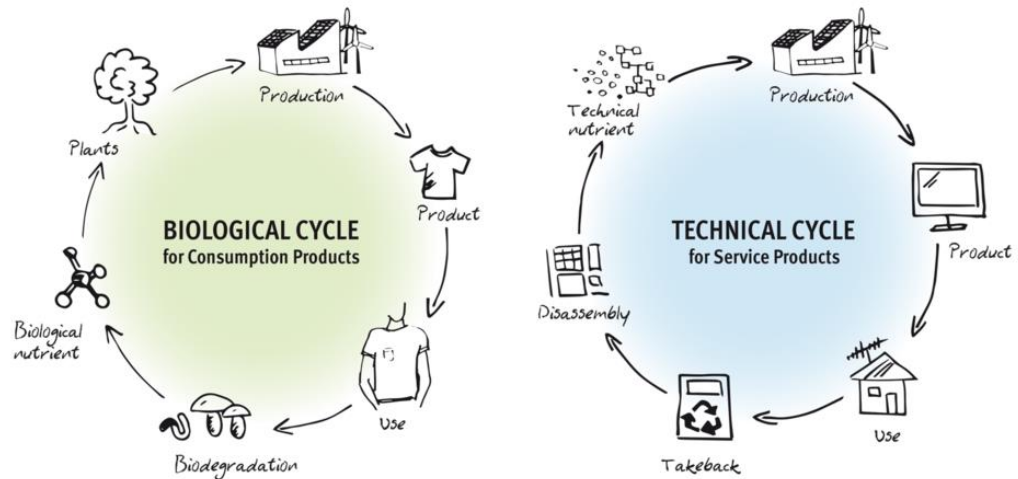 BIOLOGICAL CYCLE
for Consumption Products
Production
Product
Use
Biodegradation
Biological
nutrient
Plants
TECHNICAL CYCLE
for Service Products
Production
Product
Use
Takeback
Disassembly
Technical
nutrient